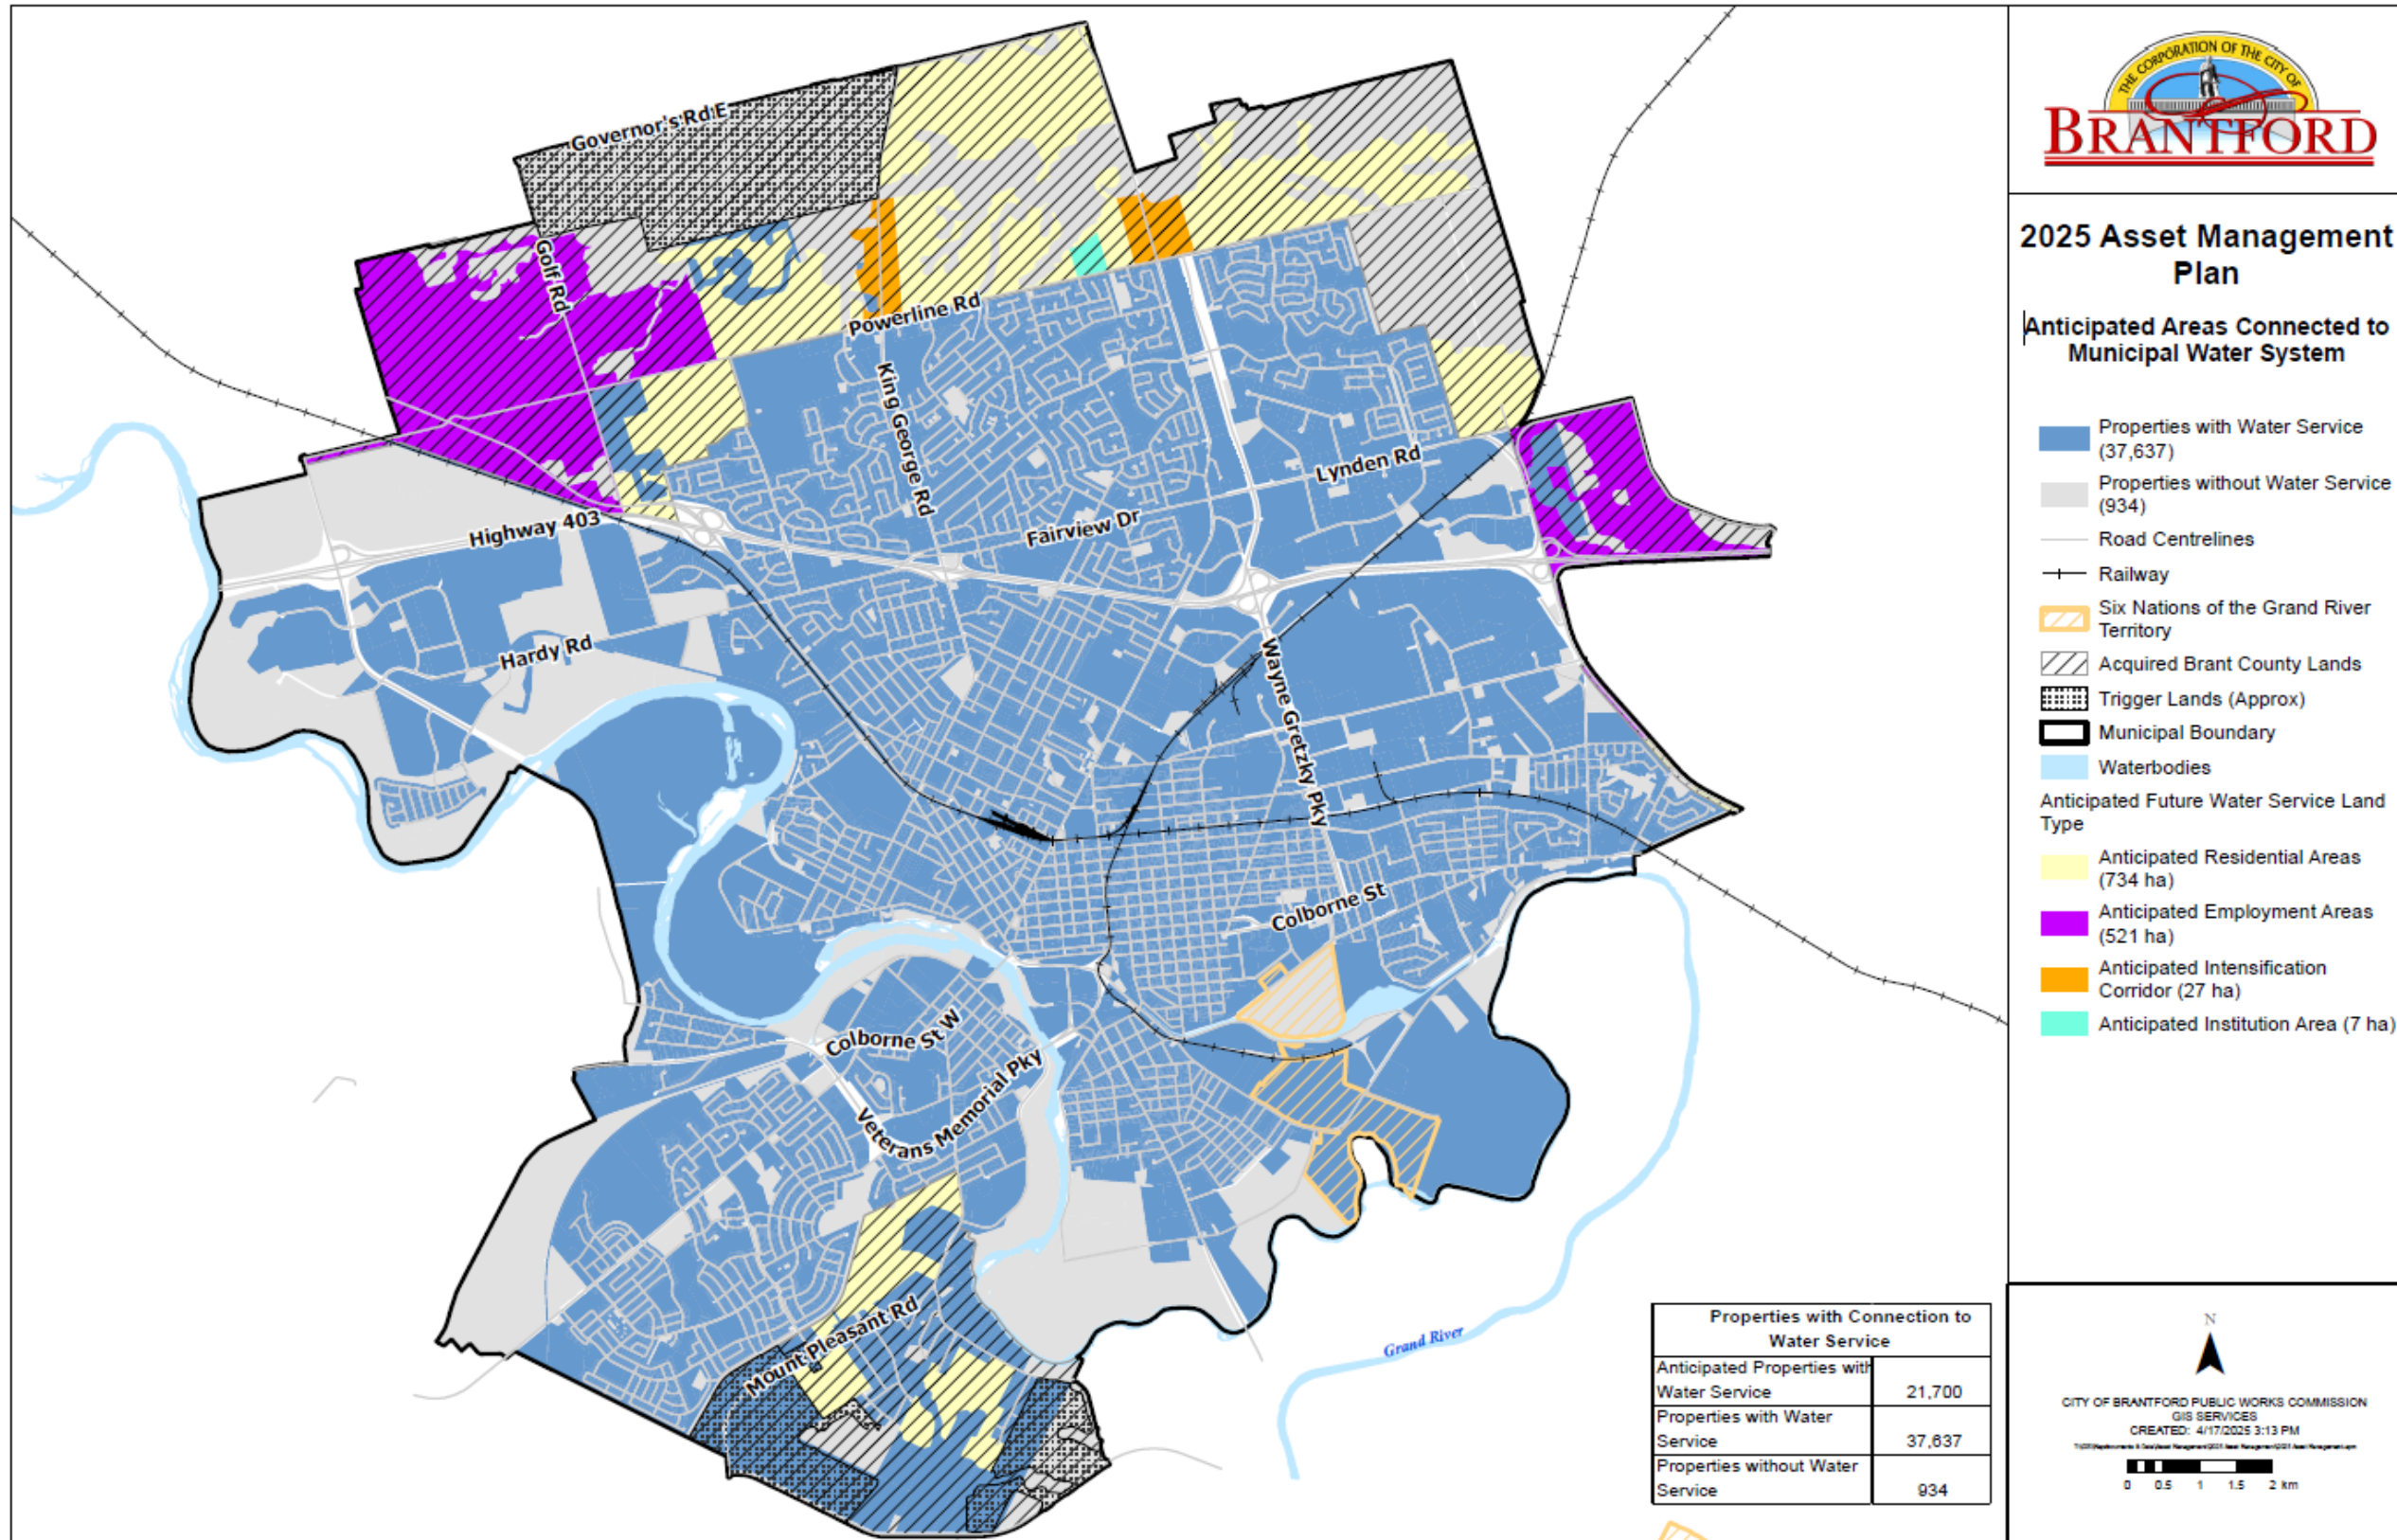 THE CORPORATION OF THE CITY OF
BRANTFORD
2025 Asset Management
Plan
Anticipated Areas Connected to
Municipal Water System
Properties with Water Service
(37,637)
Properties without Water Service
(934)
Road Centrelines
Railway
Six Nations of the Grand River
Territory
Acquired Brant County Lands
Trigger Lands (Approx)
Municipal Boundary
Waterbodies
Anticipated Future Water Service Land
Type
Anticipated Residential Areas
(734 ha)
Anticipated Employment Areas
(521 ha)
Anticipated Intensification
Corridor (27 ha)
Anticipated Institution Area (7 ha)
Governor's Rd E
Golf Rd
Powerline Rd
King George Rd
Lynden Rd
Fairview Dr
Highway 403
Hardy Rd
Wayne Gretzky Pky
Colborne St
Colborne St W
Veterans Memorial Pky
Mount Pleasant Rd
Grand River
Properties with Connection to
Water Service
Anticipated Properties with
Water Service 21,700
Properties with Water
Service 37,637
Properties without Water
Service 934
N
CITY OF BRANTFORD PUBLIC WORKS COMMISSION
GIS SERVICES
CREATED: 4/17/2025 3:13 PM
0 0.5 1 1.5 2 km